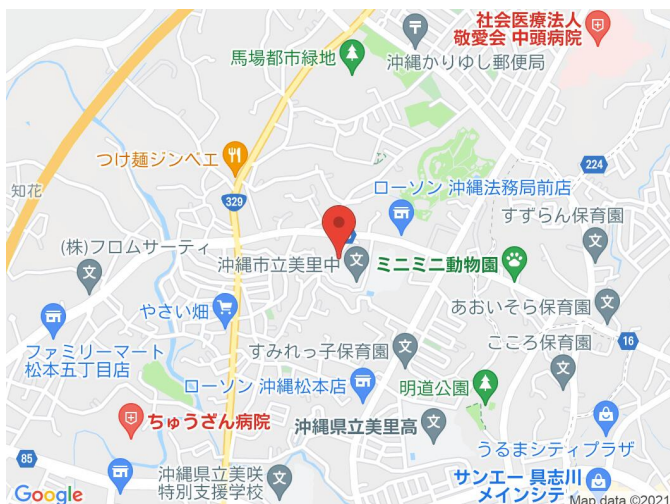 社会医療法人
敬愛会 中頭病院
馬場都市緑地
沖縄かりゆし郵便局
つけ麺ジンベエ
知花
329
224
ローソン 沖縄法務局前店
すずらん保育園
(株)フロムサーティ
沖縄市立美里中
ミニミニ動物園
やさい畑
あおいそら保育園
ファミリーマート
松本五丁目店
すみれっ子保育園
こころ保育園
16
ローソン 沖縄松本店
明道公園
ちゅうざん病院
沖縄県立美里高
うるまシティプラザ
85
沖縄県立美咲
特別支援学校
サンエー 具志川
メインシテ
Google
Map data ©2021